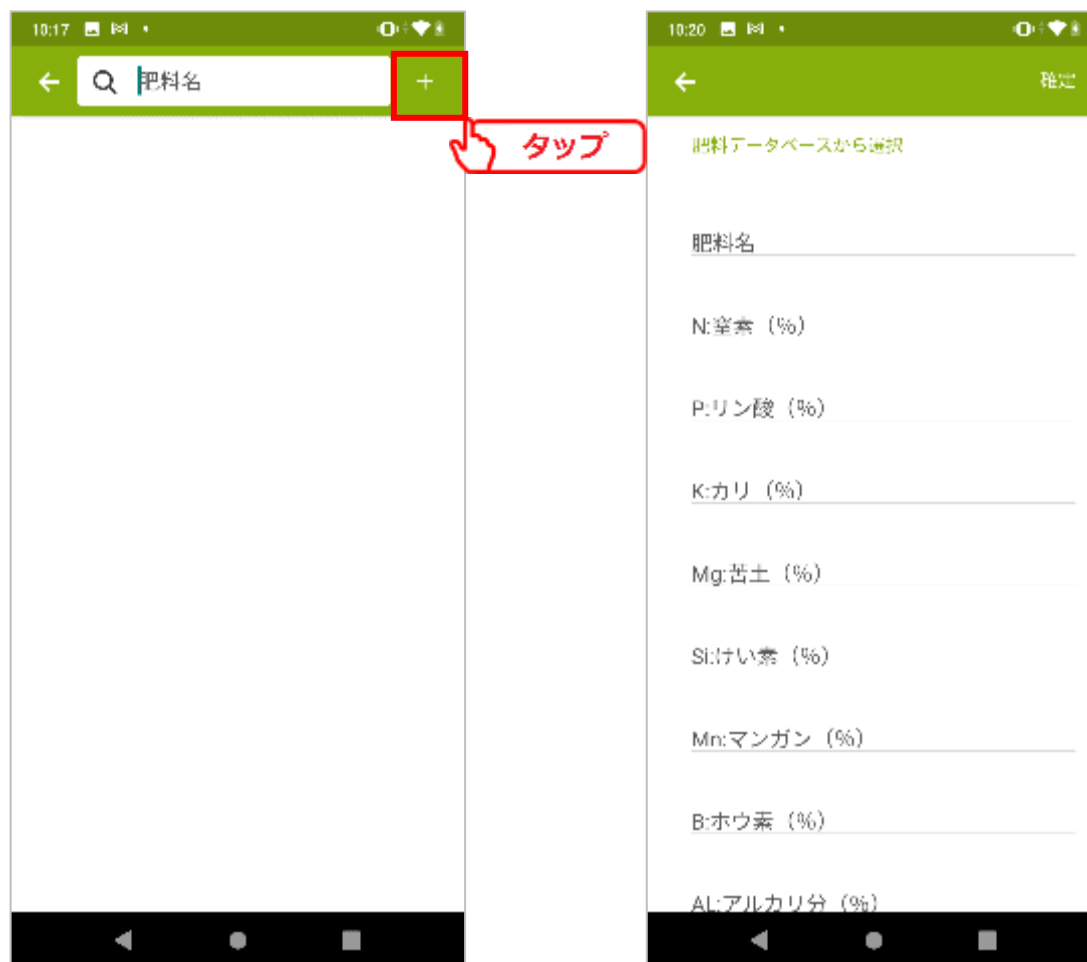 10:17
肥料名
+
タップ
10:20
確定
肥料データベースから選択
肥料名
N:窒素（%）
P:リン酸（%）
K:カリ（%）
Mg:苦土（%）
Si:けい素（%）
Mn:マンガン（%）
B:ホウ素（%）
AL:アルカリ分（%）